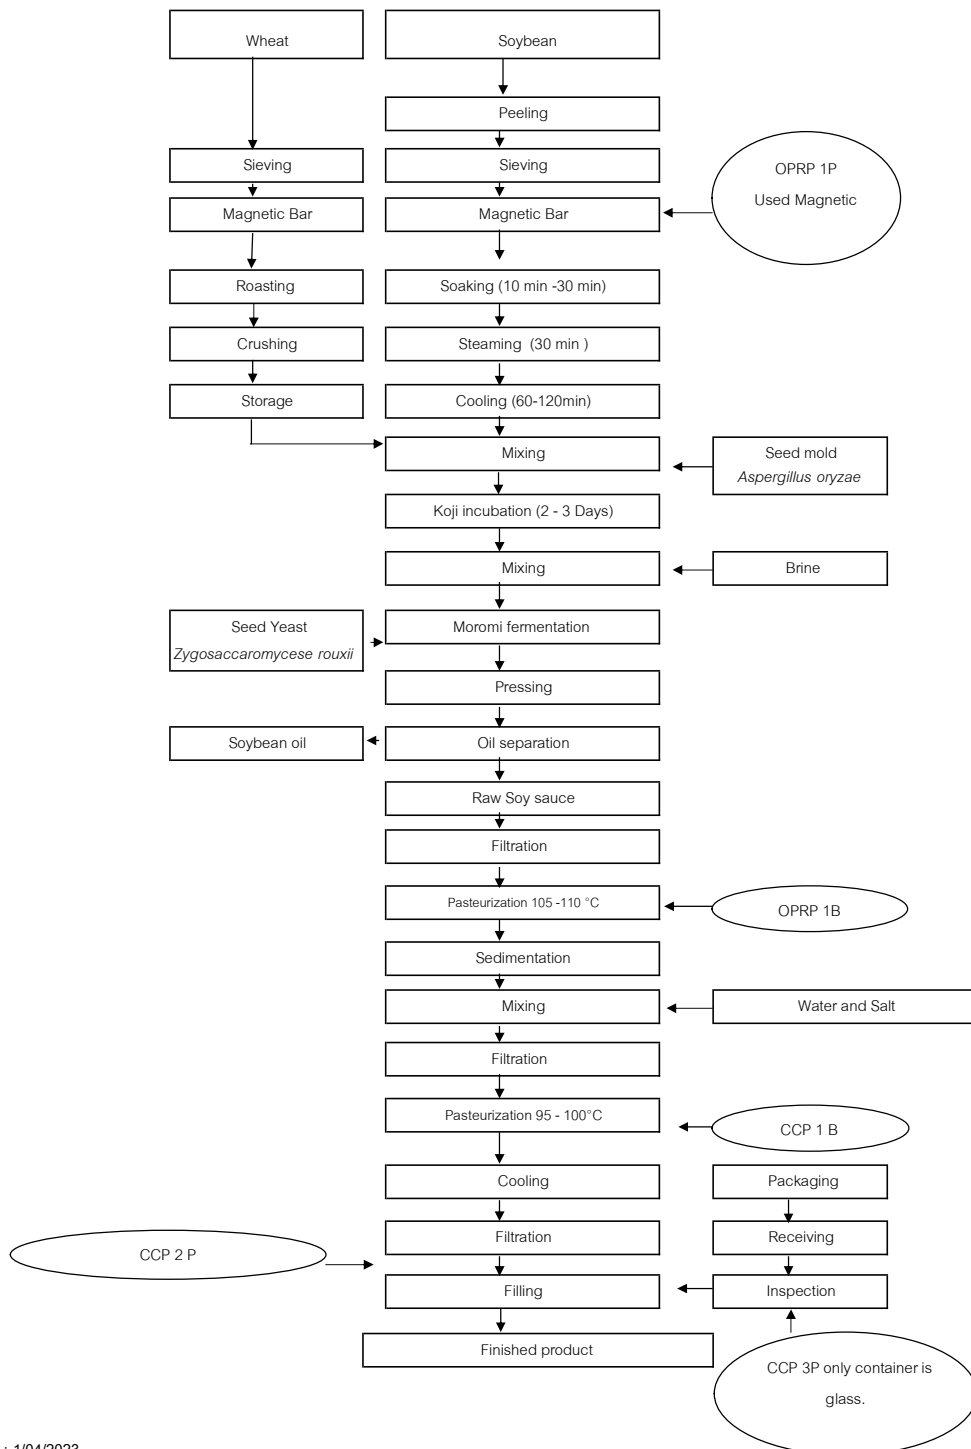 Wheat
Soybean
Peeling
Sieving
Sieving
OPRP 1P
Used Magnetic
Magnetic Bar
Magnetic Bar
Roasting
Soaking (10 min -30 min)
Crushing
Steaming (30 min )
Storage
Cooling (60-120min)
Mixing
Seed mold
Aspergillus oryzae
Koji incubation (2 - 3 Days)
Mixing
Brine
Seed Yeast
Zygosaccaromycese rouxii
Moromi fermentation
Pressing
Soybean oil
Oil separation
Raw Soy sauce
Filtration
Pasteurization 105 -110 °C
OPRP 1B
Sedimentation
Mixing
Water and Salt
Filtration
Pasteurization 95 - 100°C
CCP 1 B
Cooling
Packaging
Filtration
Receiving
CCP 2 P
Filling
Inspection
Finished product
CCP 3P only container is
glass.
: 1/04/2023